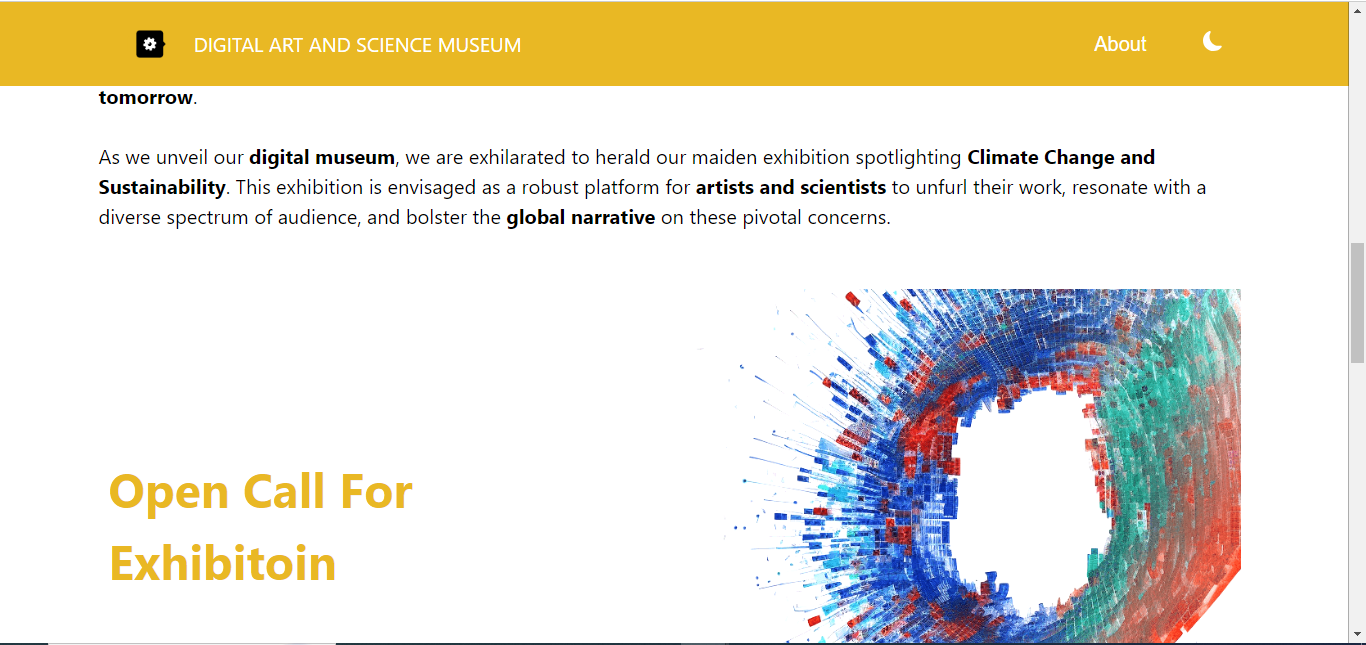 DIGITAL ART AND SCIENCE MUSEUM
About
tomorrow.
As we unveil our digital museum, we are exhilarated to herald our maiden exhibition spotlighting Climate Change and
Sustainability. This exhibition is envisaged as a robust platform for artists and scientists to unfurl their work, resonate with a
diverse spectrum of audience, and bolster the global narrative on these pivotal concerns.
Open Call For
Exhibitoin